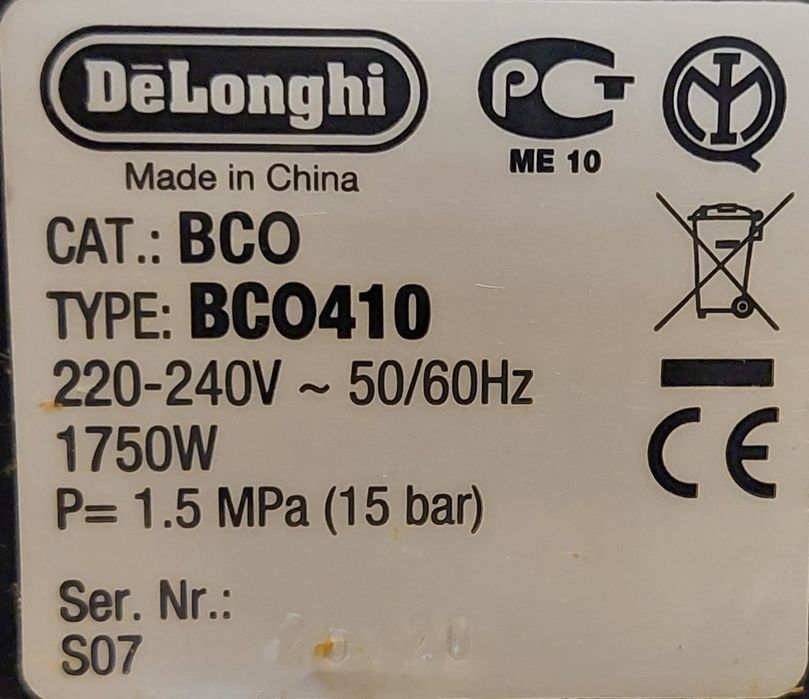 DēLonghi
Made in China
PCT
ME 10
CAT.: BCO
TYPE: BCO410
220-240V ~ 50/60Hz
1750W
P= 1.5 MPa (15 bar)
CE
Ser. Nr.:
S07